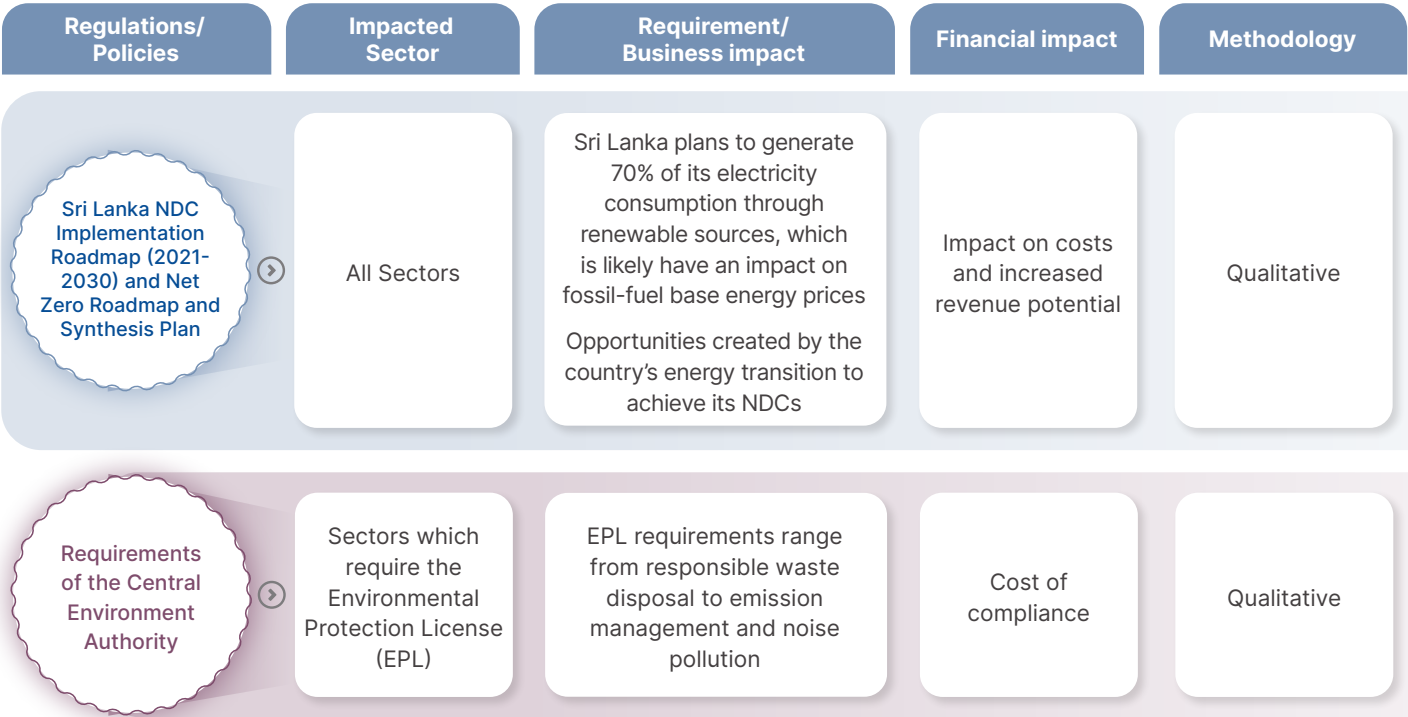 Regulations/
Policies
Impacted
Sector
Requirement/
Business impact
Financial impact
Methodology
Sri Lanka NDC
Implementation
Roadmap (2021-
2030) and Net
Zero Roadmap and
Synthesis Plan
All Sectors
Sri Lanka plans to generate
70% of its electricity
consumption through
renewable sources, which
is likely have an impact on
fossil-fuel base energy prices
Opportunities created by the
country’s energy transition to
achieve its NDCs
Impact on costs
and increased
revenue potential
Qualitative
Requirements
of the Central
Environment
Authority
Sectors which
require the
Environmental
Protection License
(EPL)
EPL requirements range
from responsible waste
disposal to emission
management and noise
pollution
Cost of
compliance
Qualitative